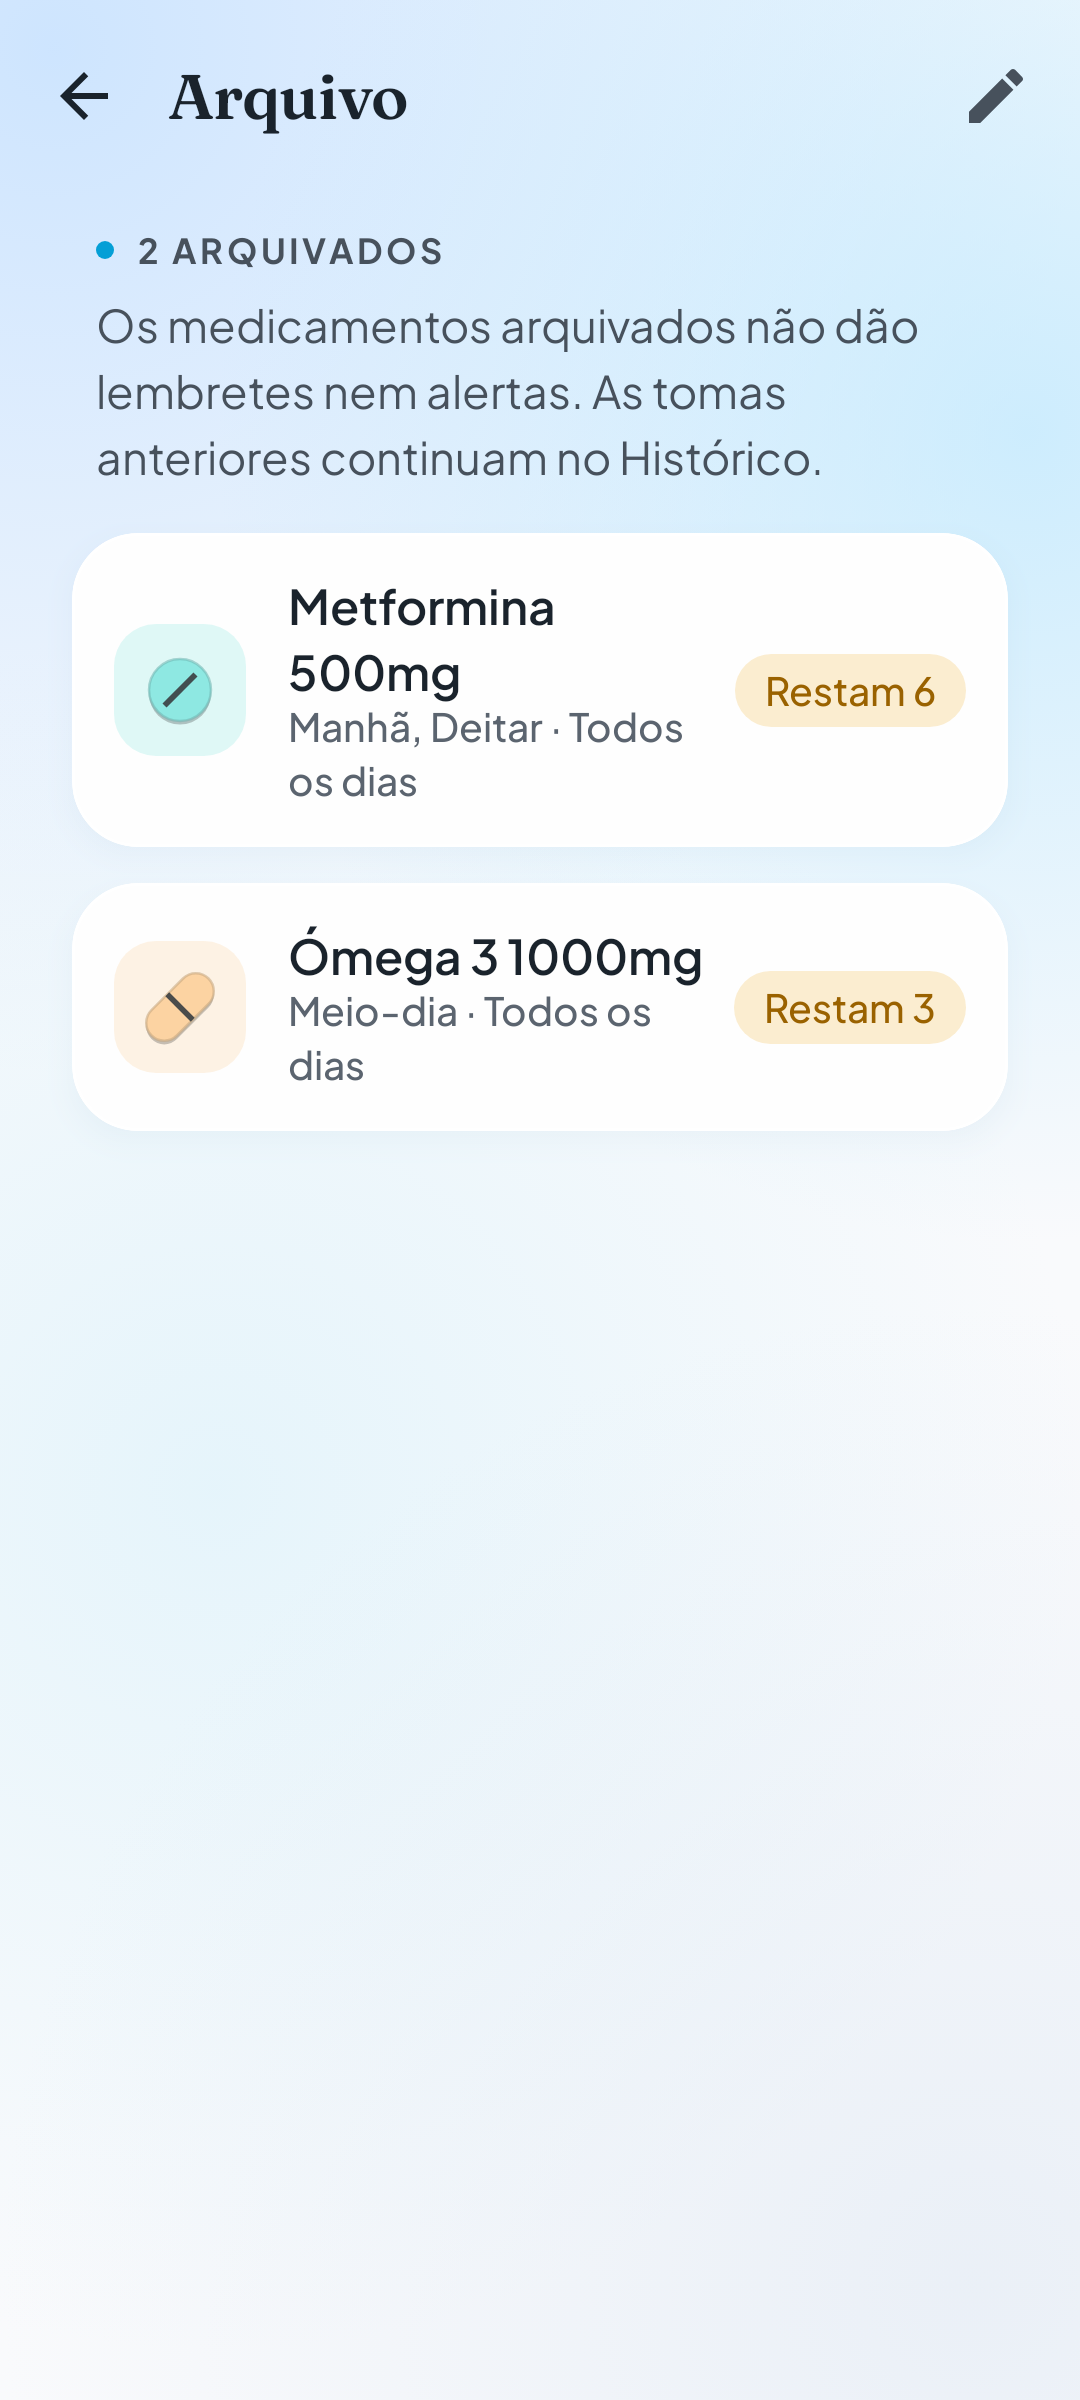 Arquivo
2 ARQUIVADOS
Os medicamentos arquivados não dão
lembretes nem alertas. As tomas
anteriores continuam no Histórico.
Metformina
500mg
Manhã, Deitar · Todos
os dias
Restam 6
Ómega 3 1000mg
Meio-dia · Todos os
dias
Restam 3